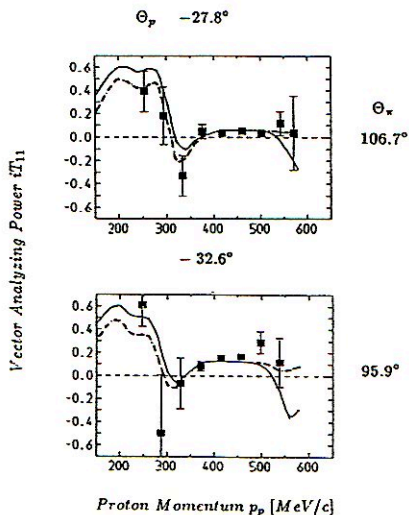 Θp −27.8°
0.6
0.4
0.2
0.0
-0.2
-0.4
-0.6
200 300 400 500 600
Θπ
106.7°
− 32.6°
0.6
0.4
0.2
0.0
-0.2
-0.4
-0.6
200 300 400 500 600
95.9°
Vector Analyzing Power iT11
Proton Momentum pp [MeV/c]